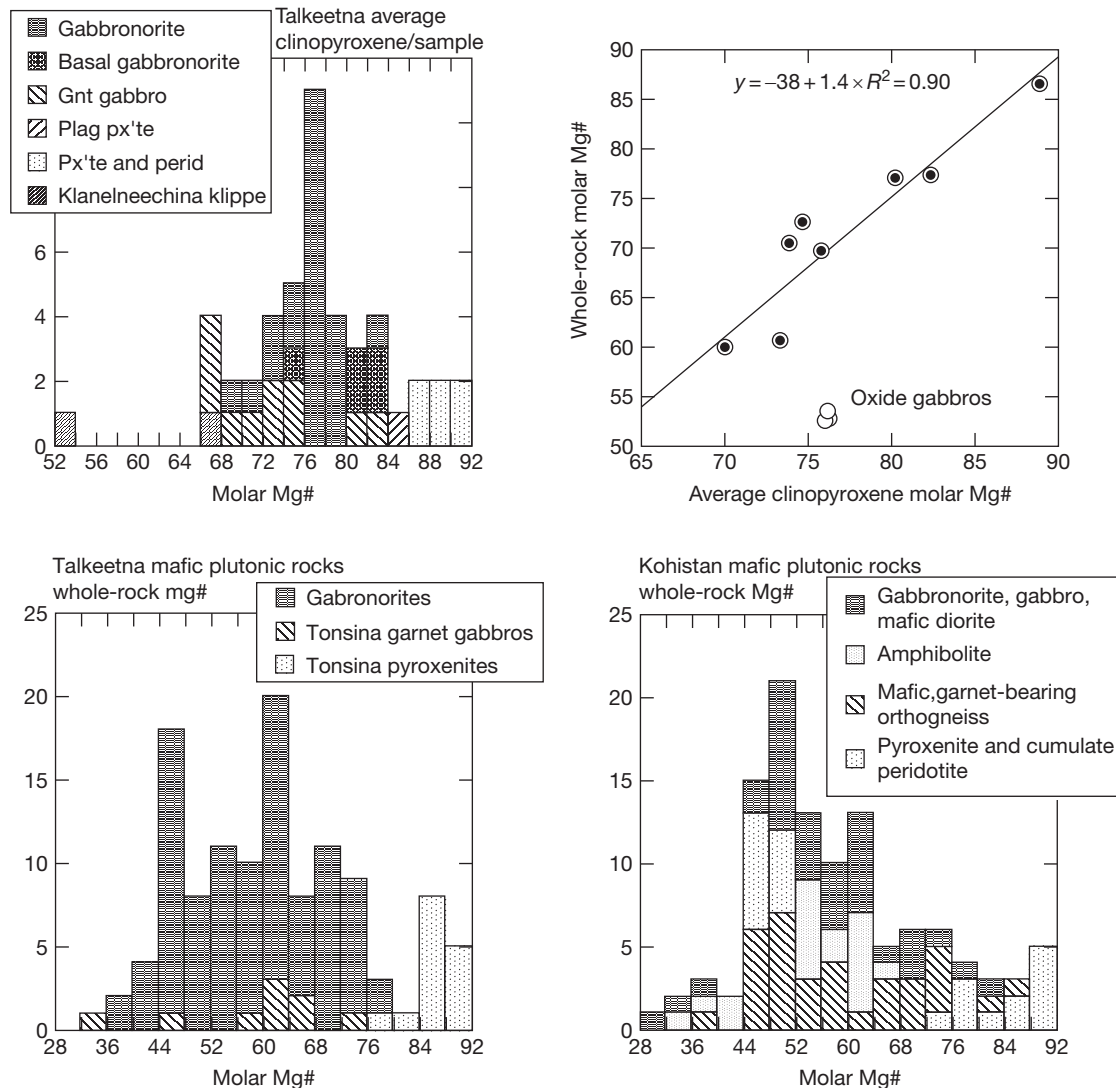 Gabbronorite
Basal gabbronorite
Gnt gabbro
Plag px'te
Px'te and perid
Klanelneechina klippe
Talkeetna average
clinopyroxene/sample
6
4
2
0
52 56 60 64 68 72 76 80 84 88 92
Molar Mg#
90
85
80
75
70
65
60
55
50
Whole-rock molar Mg#
y = −38 + 1.4 × R² = 0.90
Oxide gabbros
65 70 75 80 85 90
Average clinopyroxene molar Mg#
Talkeetna mafic plutonic rocks
whole-rock mg#
Gabronorites
Tonsina garnet gabbros
Tonsina pyroxenites
25
20
15
10
5
0
28 36 44 52 60 68 76 84 92
Molar Mg#
Kohistan mafic plutonic rocks
whole-rock Mg#
Gabbronorite, gabbro,
mafic diorite
Amphibolite
Mafic,garnet-bearing
orthogneiss
Pyroxenite and cumulate
peridotite
25
20
15
10
5
0
28 36 44 52 60 68 76 84 92
Molar Mg#